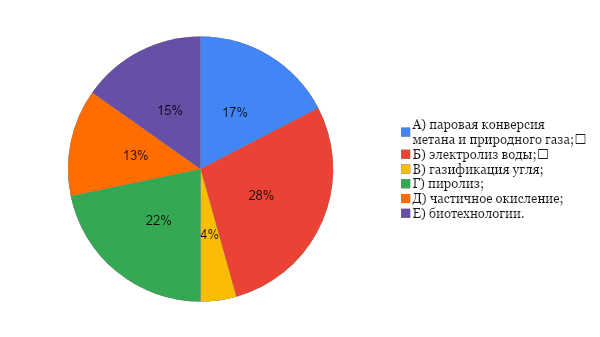 17%
28%
4%
22%
13%
15%
А) паровая конверсия
метана и природного газа;□
Б) электролиз воды;□
В) газификация угля;
Г) пиролиз;
Д) частичное окисление;
Е) биотехнологии.